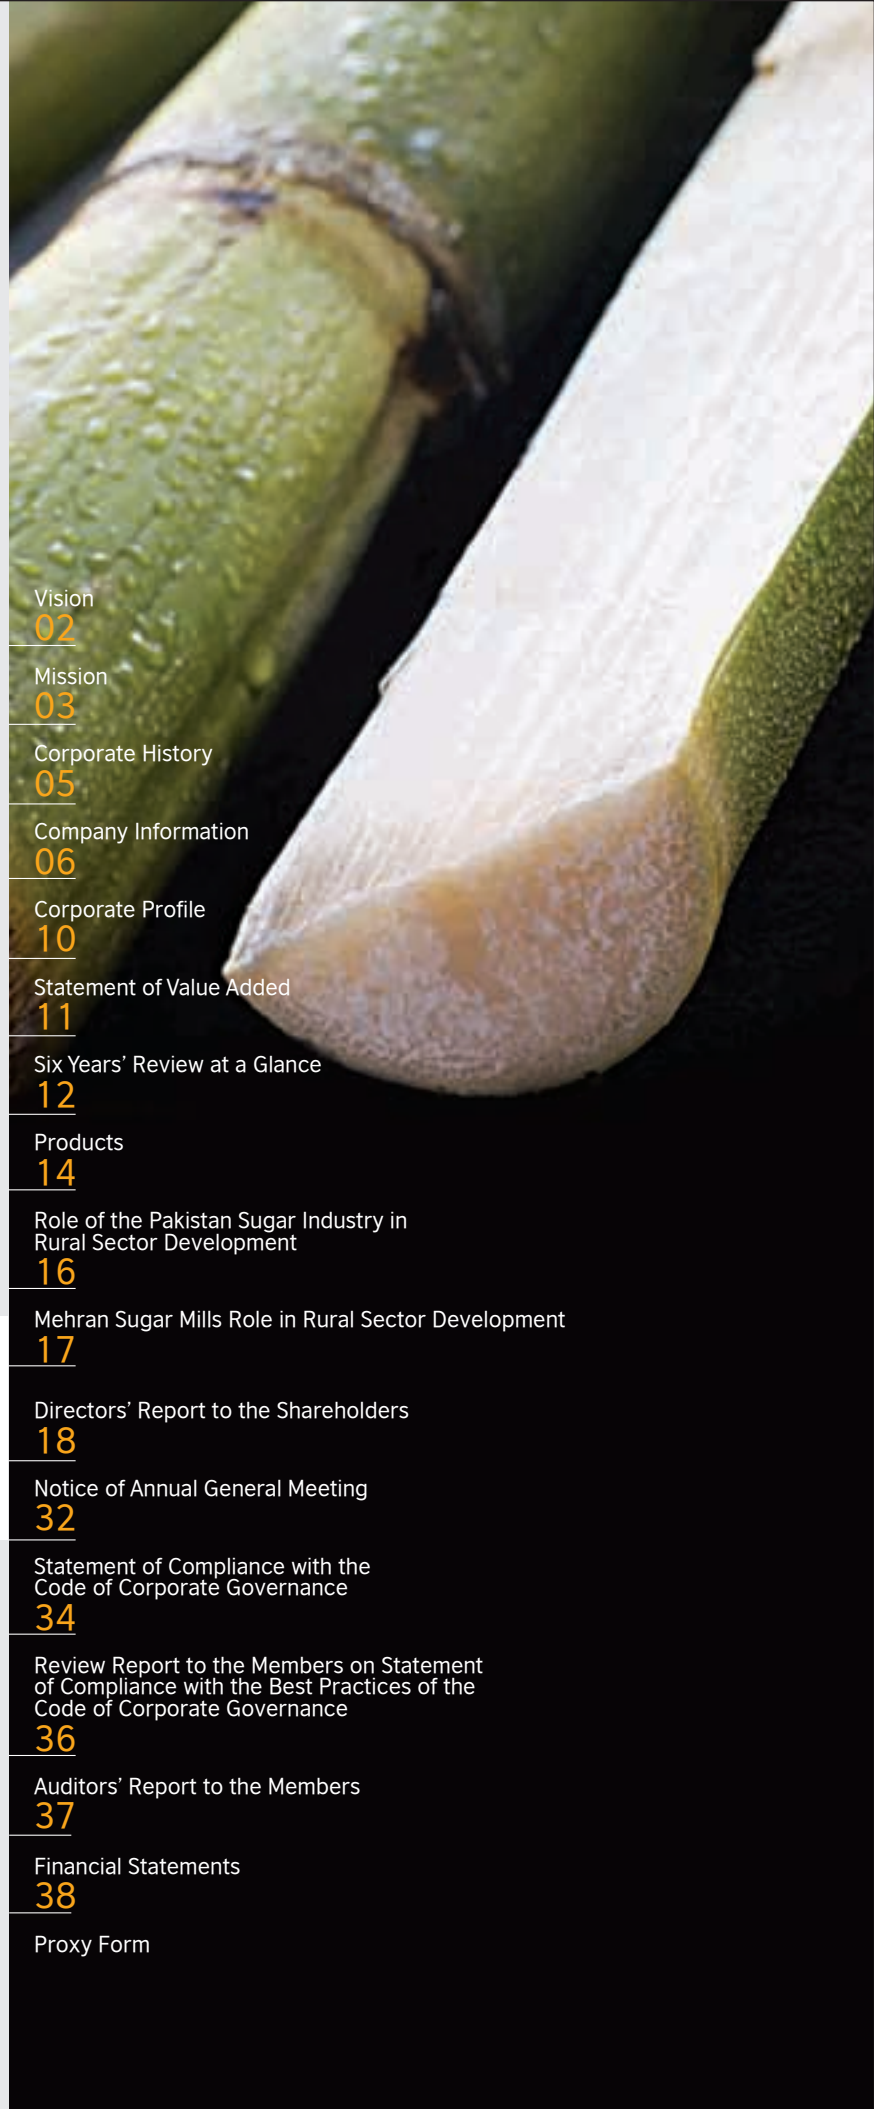 Vision
02
Mission
03
Corporate History
05
Company Information
06
Corporate Profile
10
Statement of Value Added
11
Six Years’ Review at a Glance
12
Products
14
Role of the Pakistan Sugar Industry in
Rural Sector Development
16
Mehran Sugar Mills Role in Rural Sector Development
17
Directors’ Report to the Shareholders
18
Notice of Annual General Meeting
32
Statement of Compliance with the
Code of Corporate Governance
34
Review Report to the Members on Statement
of Compliance with the Best Practices of the
Code of Corporate Governance
36
Auditors’ Report to the Members
37
Financial Statements
38
Proxy Form